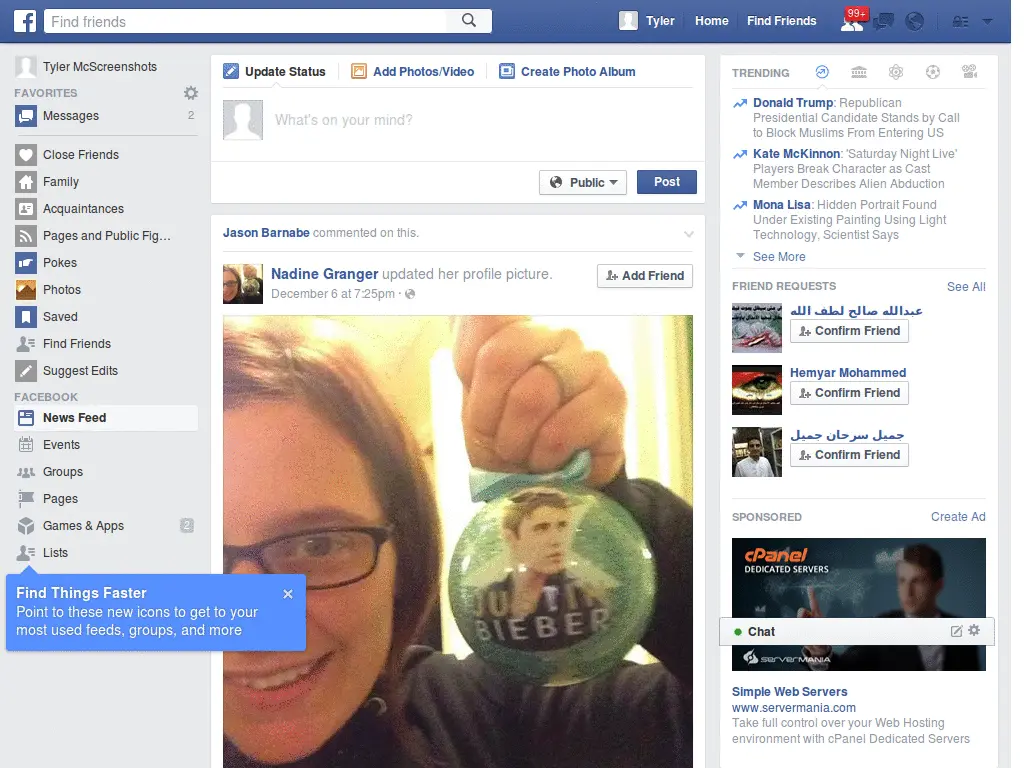 Find friends
Tyler
Home
Find Friends
99+
Tyler McScreenshots
FAVORITES
Messages
2
Close Friends
Family
Acquaintances
Pages and Public Fig...
Pokes
Photos
Saved
Find Friends
Suggest Edits
FACEBOOK
News Feed
Events
Groups
Pages
Games & Apps
2
Lists
Find Things Faster
Point to these new icons to get to your
most used feeds, groups, and more
Update Status
Add Photos/Video
Create Photo Album
What's on your mind?
Public
Post
Jason Barnabe commented on this.
Nadine Granger updated her profile picture.
December 6 at 7:25pm ·
Add Friend
JUSTIN
BIEBER
TRENDING
Donald Trump: Republican
Presidential Candidate Stands by Call
to Block Muslims From Entering US
Kate McKinnon: 'Saturday Night Live'
Players Break Character as Cast
Member Describes Alien Abduction
Mona Lisa: Hidden Portrait Found
Under Existing Painting Using Light
Technology, Scientist Says
See More
FRIEND REQUESTS
See All
عبدالله صالح لطف الله
Confirm Friend
Hemyar Mohammed
Confirm Friend
جميل سرحان جميل
Confirm Friend
SPONSORED
Create Ad
cPanel
DEDICATED SERVERS
Chat
SERVERMANIA
Simple Web Servers
www.servermania.com
Take full control over your Web Hosting
environment with cPanel Dedicated Servers